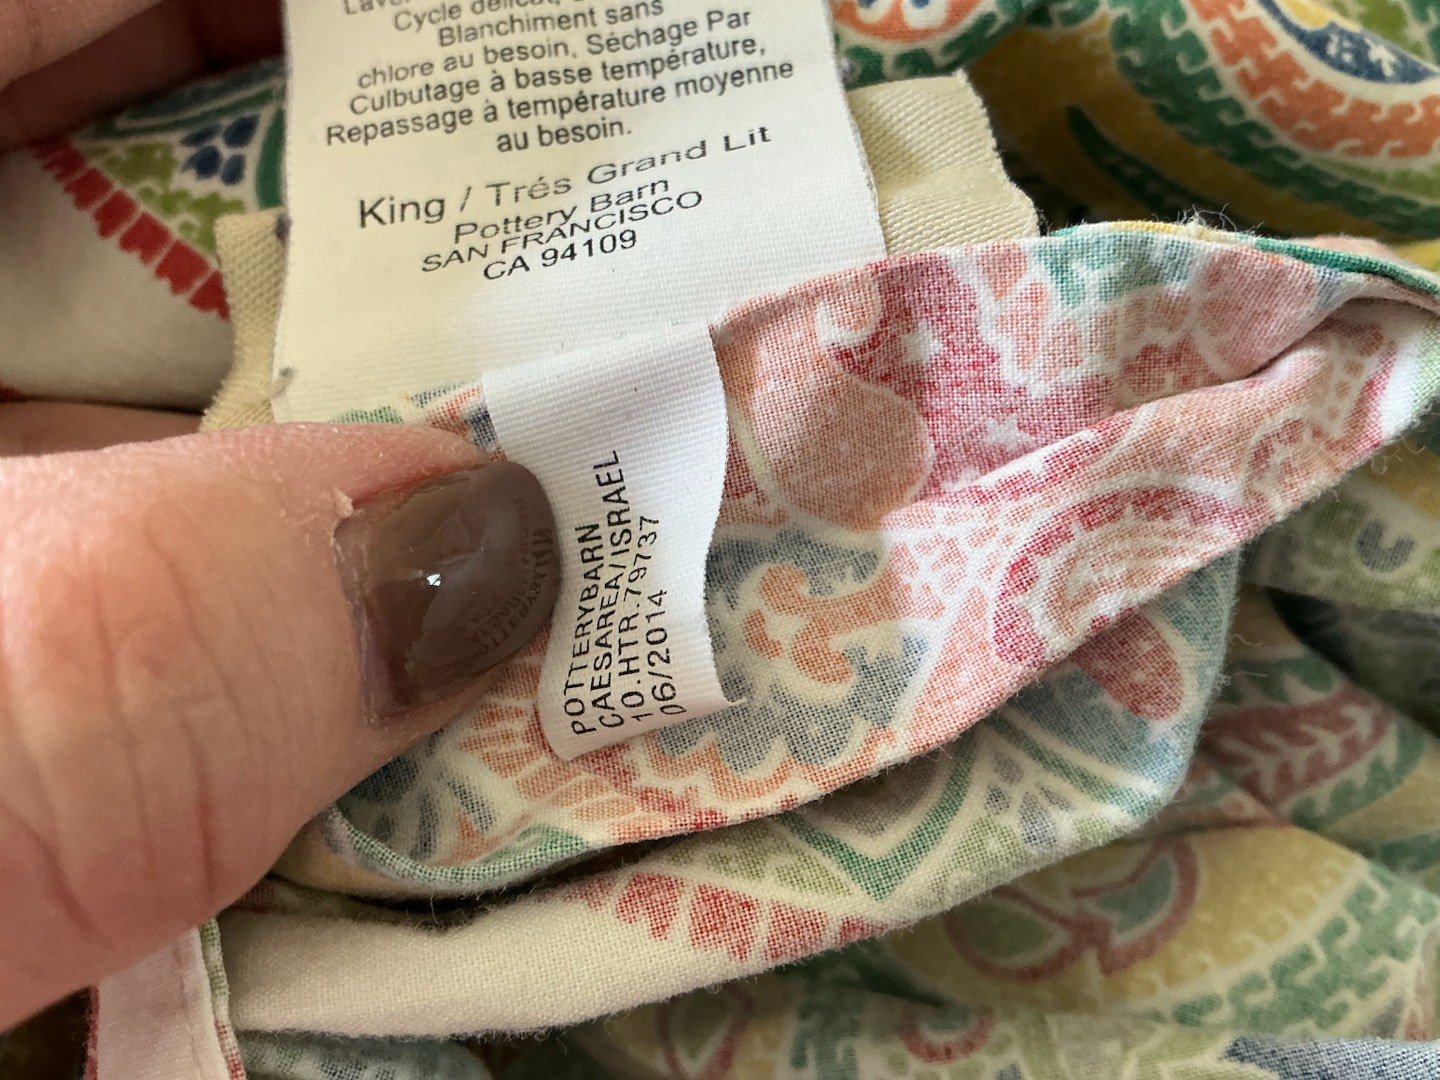 Cycle délicat,
Blanchiment sans
chlore au besoin, Séchage Par
Culbutage à basse température,
Repassage à température moyenne
au besoin.
King / Trés Grand Lit
Pottery Barn
SAN FRANCISCO
CA 94109
POTTERYBARN
CAESAREA/ISRAEL
10.HTR.79737
06/2014